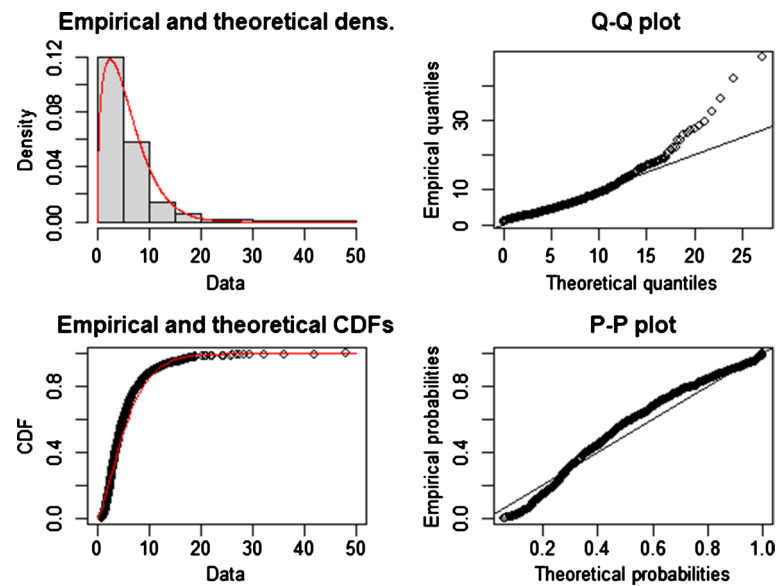 Empirical and theoretical dens.
Density
0.00 0.04 0.08 0.12
0 10 20 30 40 50
Data
Q-Q plot
Empirical quantiles
0 10 30
0 5 10 15 20 25
Theoretical quantiles
Empirical and theoretical CDFs
CDF
0.0 0.4 0.8
0 10 20 30 40 50
Data
P-P plot
Empirical probabilities
0.0 0.4 0.8
0.2 0.4 0.6 0.8 1.0
Theoretical probabilities